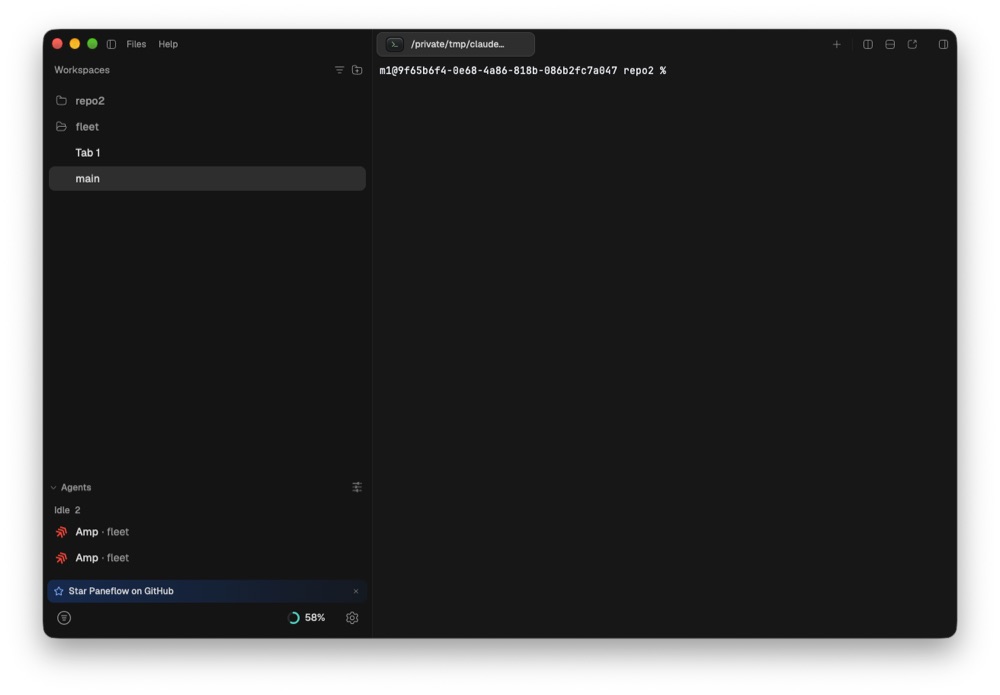 Files Help
/private/tmp/claude…
Workspaces
m1@9f65b6f4-0e68-4a86-818b-086b2fc7a047 repo2 %
repo2
fleet
Tab 1
main
Agents
Idle 2
Amp · fleet
Amp · fleet
Star Paneflow on GitHub
58%